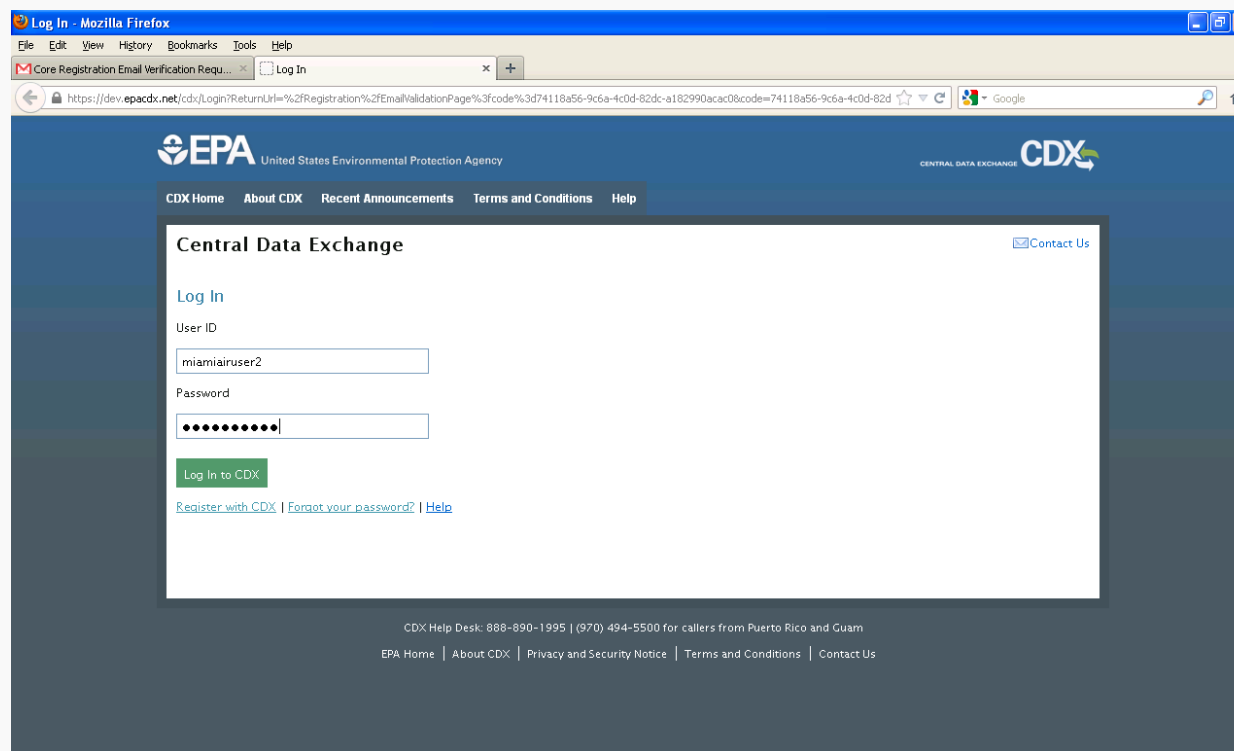 Log In - Mozilla Firefox
File Edit View History Bookmarks Tools Help
Core Registration Email Verification Requ... × Log In × +
https://dev.epacdx.net/cdx/Login?ReturnUrl=%2fRegistration%2fEmailValidationPage%3fcode%3d74118a56-9c6a-4c0d-82dc-a182990acac0&code=74118a56-9c6a-4c0d-82d Google
EPA United States Environmental Protection Agency
CENTRAL DATA EXCHANGE CDX
CDX Home About CDX Recent Announcements Terms and Conditions Help
Central Data Exchange
Contact Us
Log In
User ID
miamiairuser2
Password
Log In to CDX
Register with CDX | Forgot your password? | Help
CDX Help Desk: 888-890-1995 | (970) 494-5500 for callers from Puerto Rico and Guam
EPA Home | About CDX | Privacy and Security Notice | Terms and Conditions | Contact Us